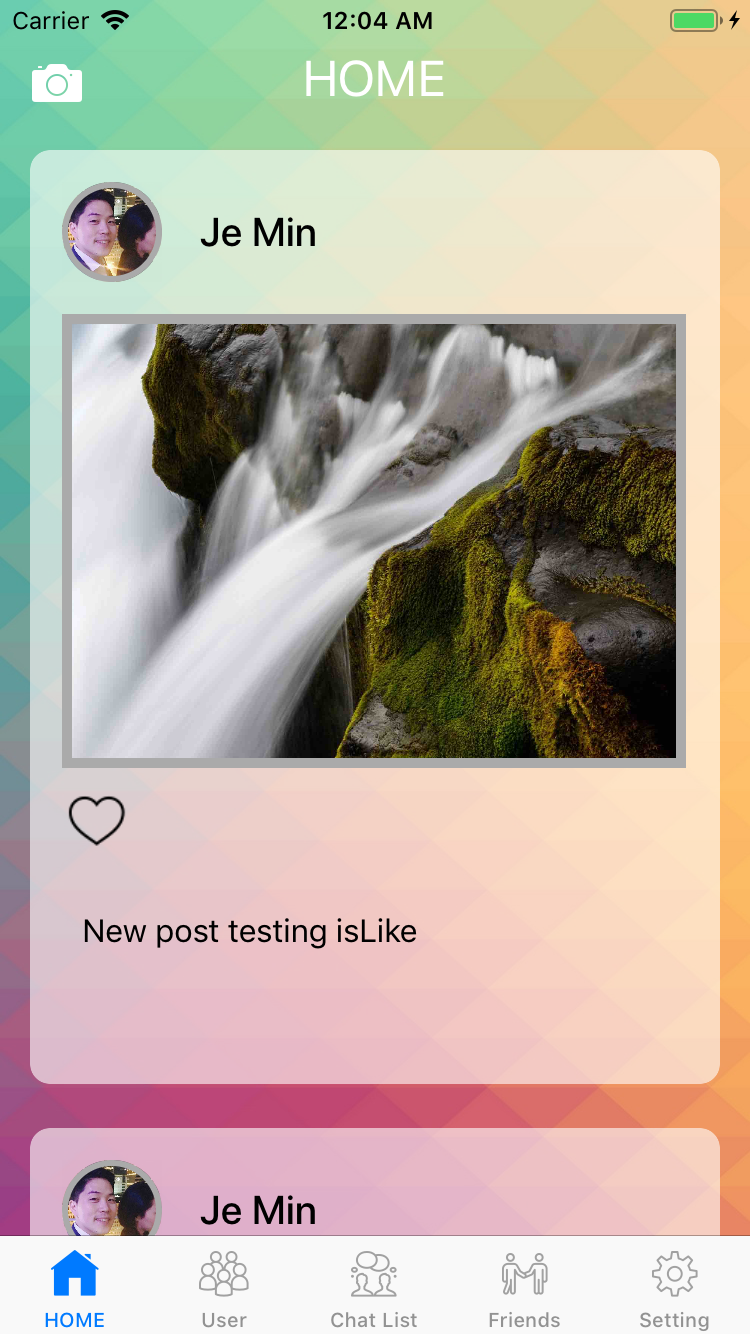 Carrier 12:04 AM
HOME
Je Min
New post testing isLike
Je Min
HOME User Chat List Friends Setting